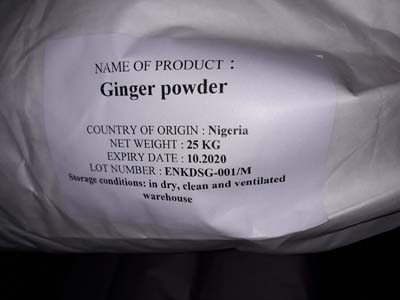 NAME OF PRODUCT :
Ginger powder
COUNTRY OF ORIGIN : Nigeria
NET WEIGHT : 25 KG
EXPIRY DATE : 10.2020
LOT NUMBER : ENKDSG-001/M
Storage conditions: in dry, clean and ventilated
warehouse